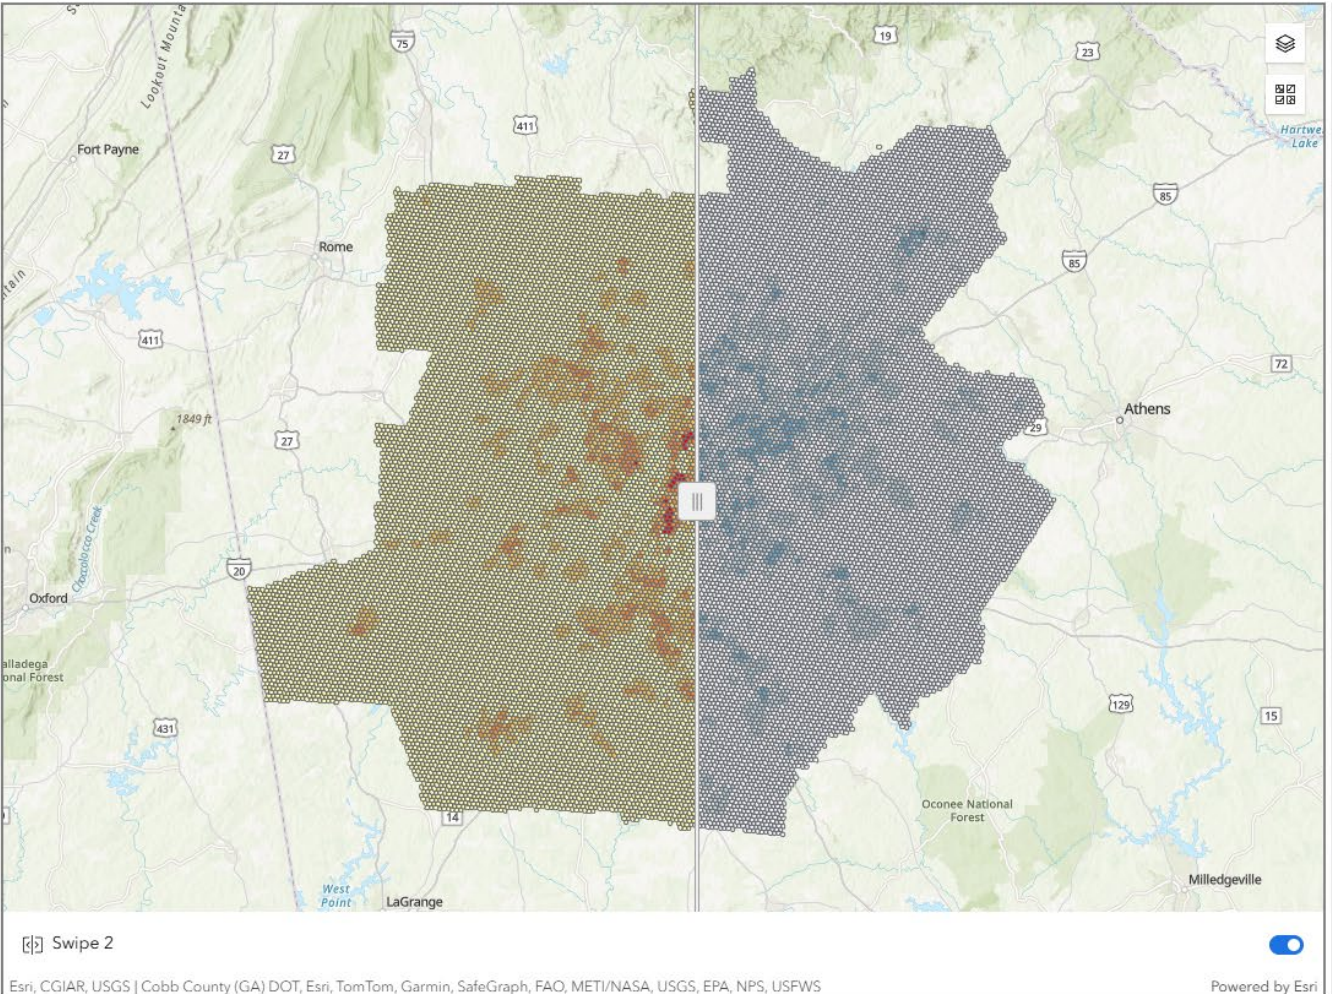 Lookout Mounta
75
19
23
411
Hartwe
Lake
Fort Payne
27
85
Rome
85
tain
411
72
1849 ft
Athens
27
29
Choccolocco Creek
20
Oxford
alladega
onal Forest
129
431
15
Oconee National
Forest
14
West
Point
LaGrange
Milledgeville
Swipe 2
Esri, CGIAR, USGS | Cobb County (GA) DOT, Esri, TomTom, Garmin, SafeGraph, FAO, METI/NASA, USGS, EPA, NPS, USFWS
Powered by Esri